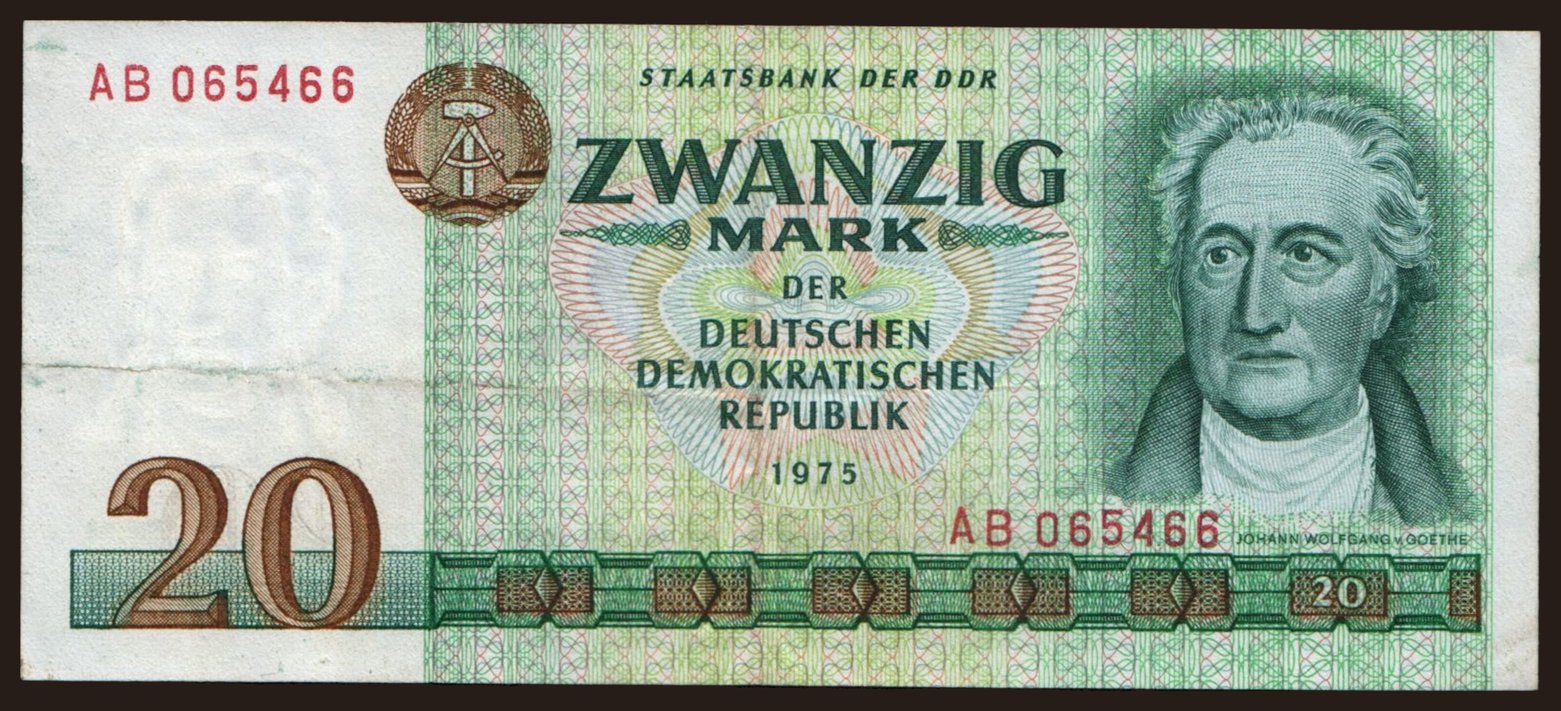 AB 065466
STAATSBANK DER DDR
ZWANZIG
MARK
DER
DEUTSCHEN
DEMOKRATISCHEN
REPUBLIK
1975
AB 065466
JOHANN WOLFGANG v. GOETHE
20
20